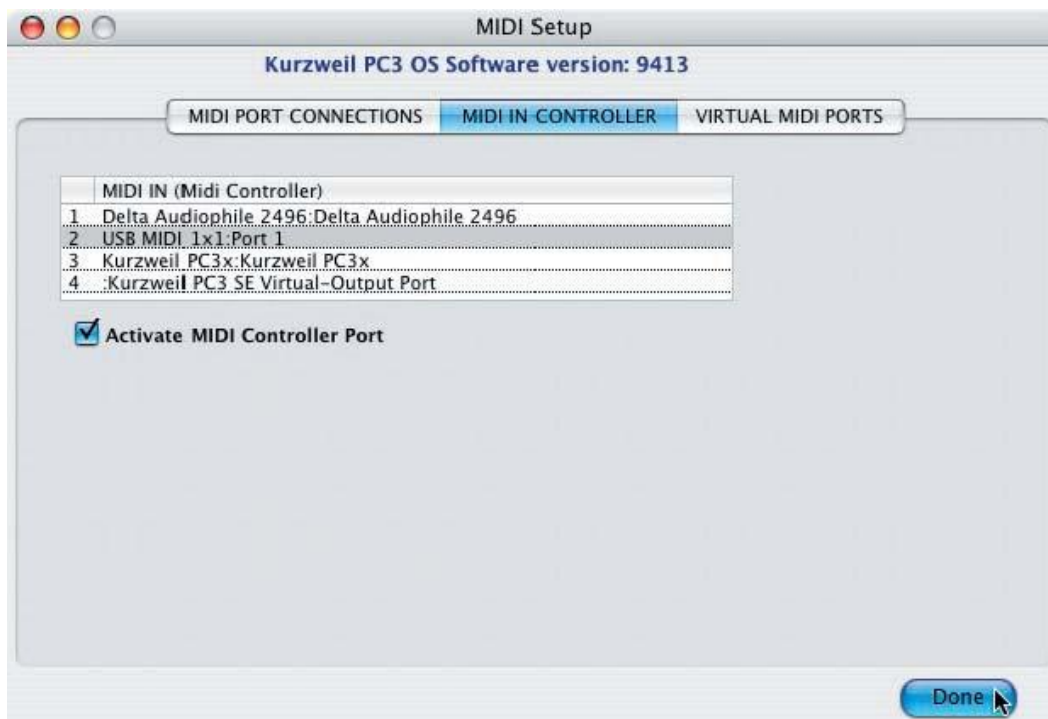 MIDI Setup
Kurzweil PC3 OS Software version: 9413
MIDI PORT CONNECTIONS MIDI IN CONTROLLER VIRTUAL MIDI PORTS
MIDI IN (Midi Controller)
1 Delta Audiophile 2496:Delta Audiophile 2496
2 USB MIDI 1x1:Port 1
3 Kurzweil PC3x:Kurzweil PC3x
4 :Kurzweil PC3 SE Virtual-Output Port
Activate MIDI Controller Port
Done